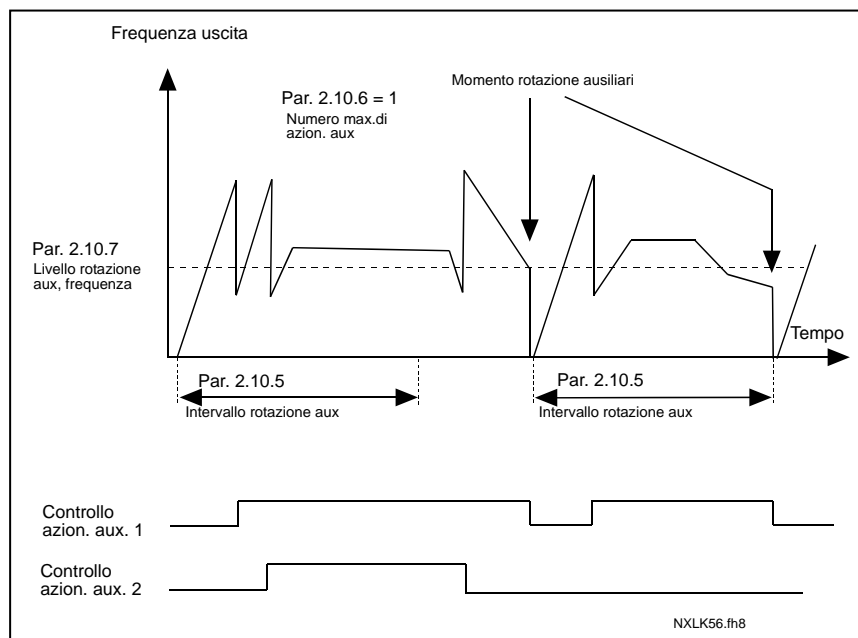 Frequenza uscita
Momento rotazione ausiliari
Par. 2.10.6 = 1
Numero max.di
azion. aux
Par. 2.10.7
Livello rotazione
aux, frequenza
Tempo
Par. 2.10.5
Intervallo rotazione aux
Par. 2.10.5
Intervallo rotazione aux
Controllo
azion. aux. 1
Controllo
azion. aux. 2
NXLK56.fh8